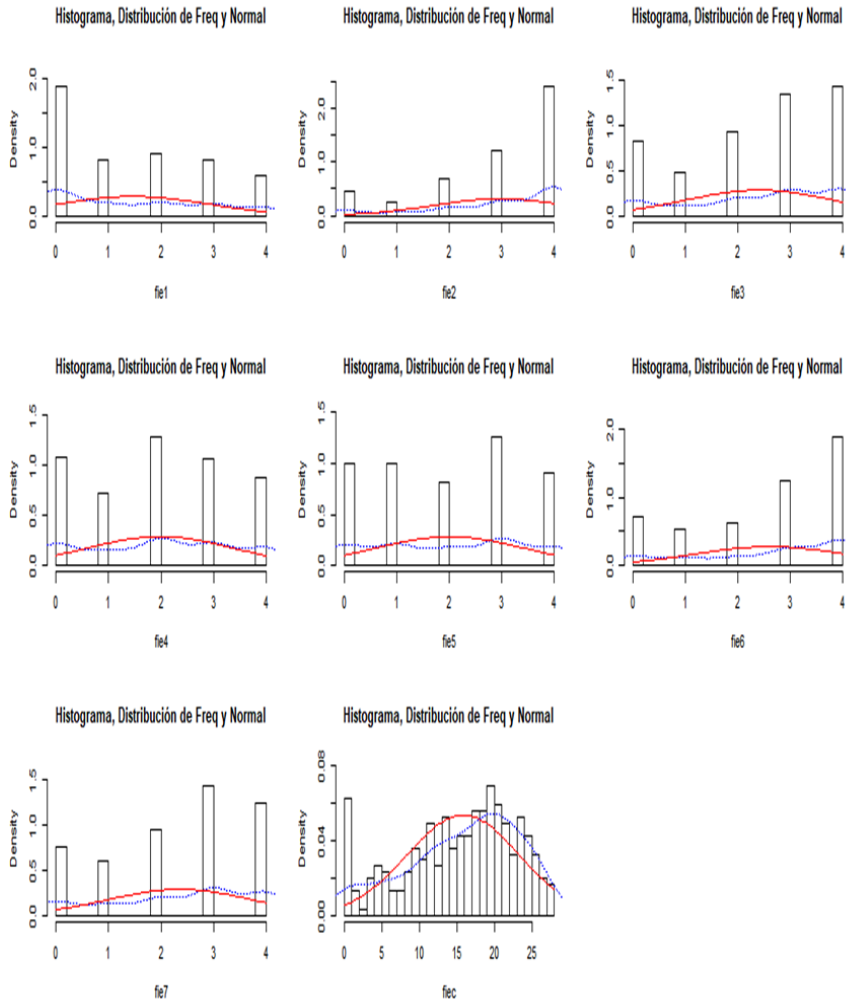 Histograma, Distribución de Freq y Normal
Density
0.0 1.0 2.0
0 1 2 3 4
fie1
Histograma, Distribución de Freq y Normal
Density
0.0 1.0 2.0
0 1 2 3 4
fie2
Histograma, Distribución de Freq y Normal
Density
0.0 0.5 1.0 1.5
0 1 2 3 4
fie3
Histograma, Distribución de Freq y Normal
Density
0.0 0.5 1.0 1.5
0 1 2 3 4
fie4
Histograma, Distribución de Freq y Normal
Density
0.0 0.5 1.0 1.5
0 1 2 3 4
fie5
Histograma, Distribución de Freq y Normal
Density
0.0 1.0 2.0
0 1 2 3 4
fie6
Histograma, Distribución de Freq y Normal
Density
0.0 0.5 1.0 1.5
0 1 2 3 4
fie7
Histograma, Distribución de Freq y Normal
Density
0.00 0.04 0.08
0 5 10 15 20 25
fiec